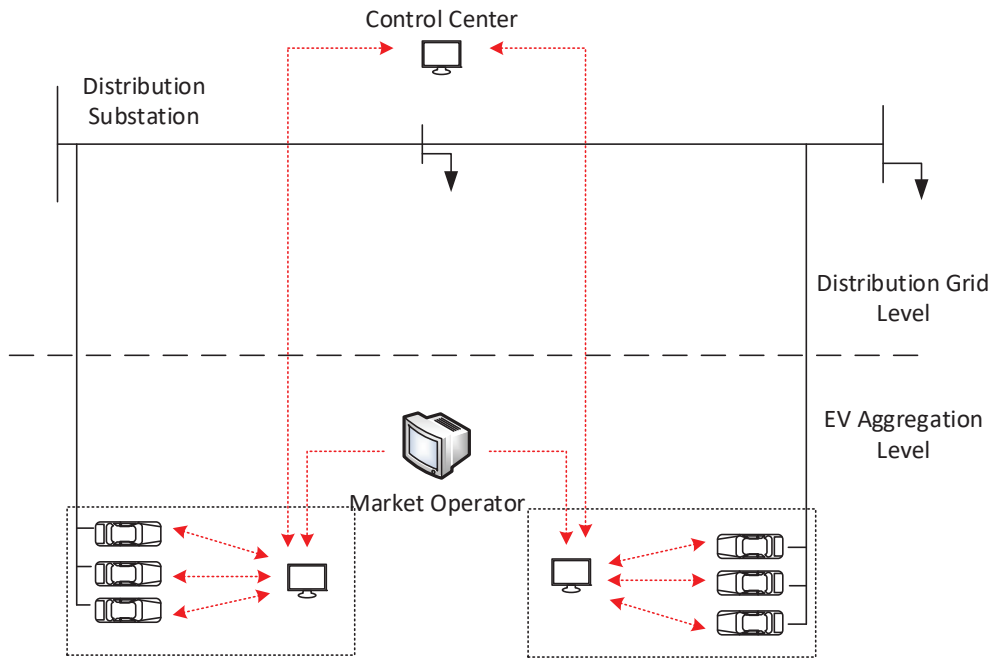 Control Center
Distribution
Substation
Distribution Grid
Level
EV Aggregation
Level
Market Operator